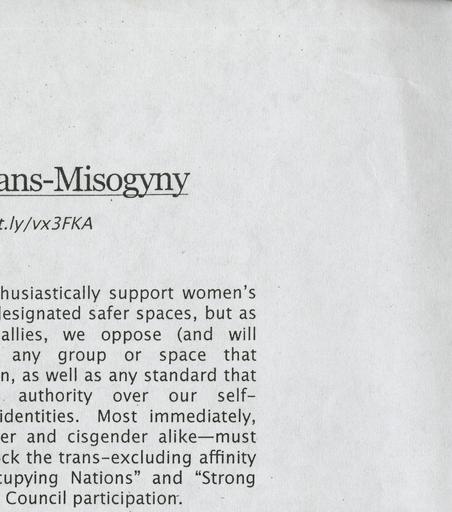 ans-Misogyny
t.ly/vx3FKA
husiastically support women's
esignated safer spaces, but as
allies, we oppose (and will
any group or space that
n, as well as any standard that
authority over our self-
identities. Most immediately,
er and cisgender alike—must
ck the trans-excluding affinity
cupying Nations” and “Strong
Council participation.